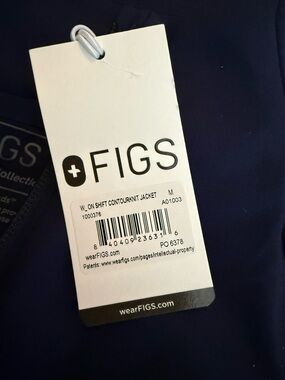 FIGS
W_ON SHIFT CONTOURKNIT JACKET M
1000376 A01003
8 40409 23631 6
wearFIGS.com PO 6378
Patents: www.wearfigs.com/pages/intellectual-property
wearFIGS.com
GS